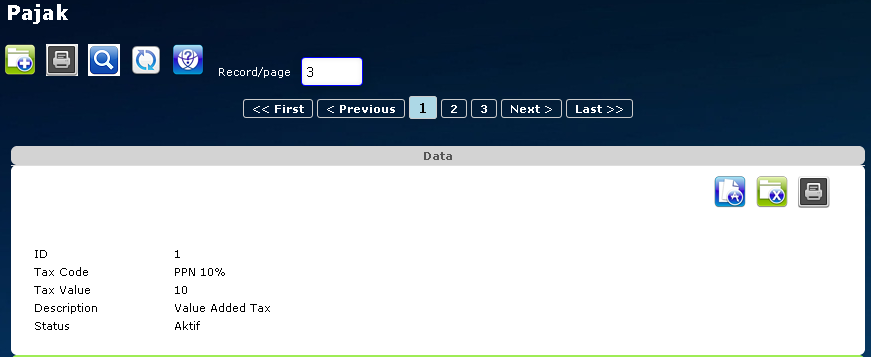 Pajak
Record/page 3
<< First < Previous 1 2 3 Next > Last >>
Data
ID 1
Tax Code PPN 10%
Tax Value 10
Description Value Added Tax
Status Aktif